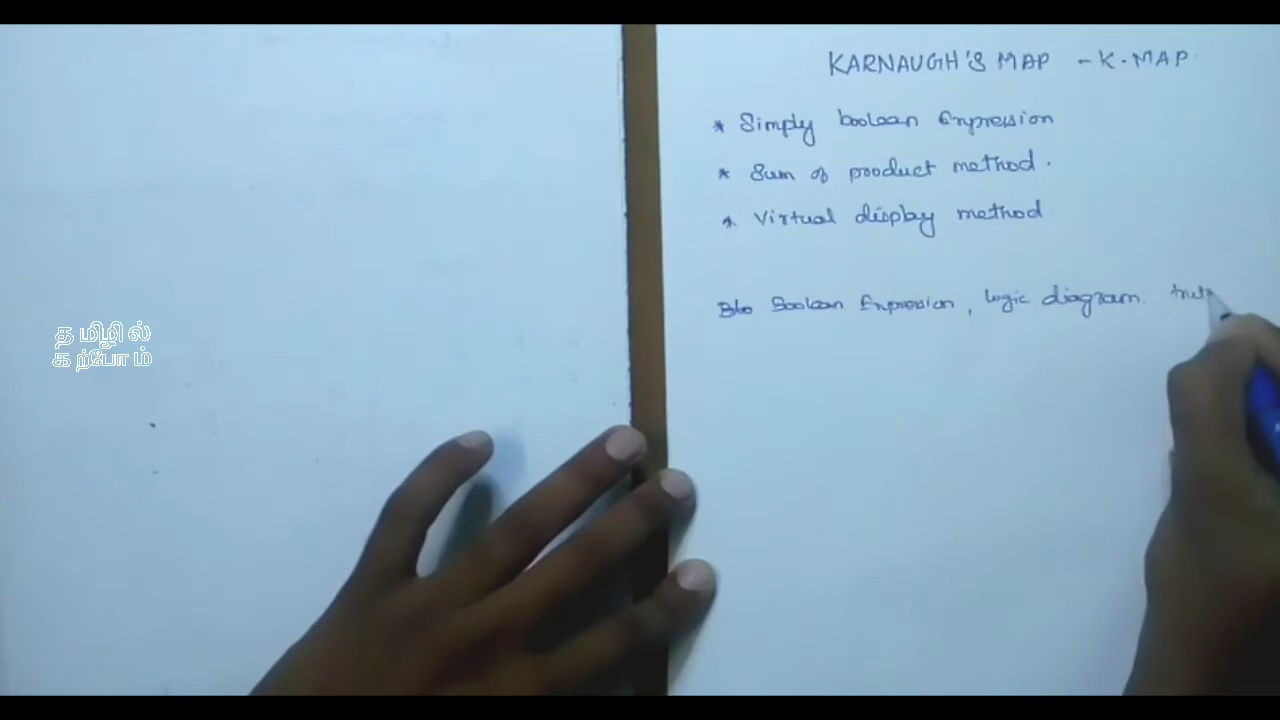 KARNAUGH'S MAP - K-MAP
* Simply boolean Expression
* Sum of product method.
* Virtual display method
Boolean Expression, logic diagram. trut
தமிழில்
கற்போம்